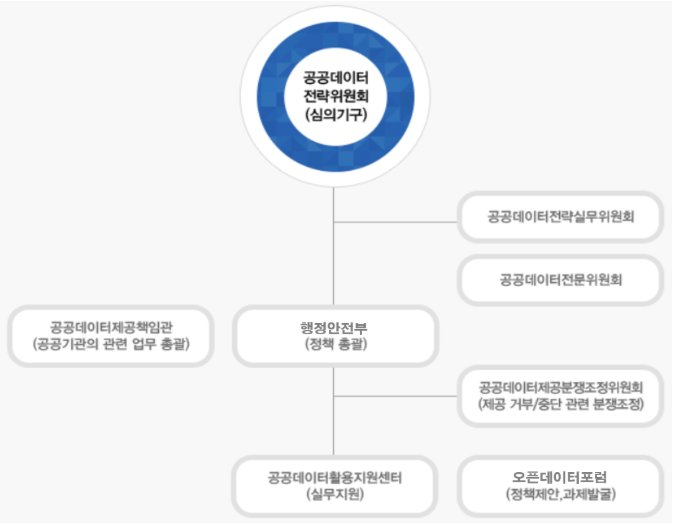 공공데이터
전략위원회
(심의기구)
공공데이터전략실무위원회
공공데이터전문위원회
공공데이터제공책임관
(공공기관의 관련 업무 총괄)
행정안전부
(정책 총괄)
공공데이터제공분쟁조정위원회
(제공 거부/중단 관련 분쟁조정)
공공데이터활용지원센터
(실무지원)
오픈데이터포럼
(정책제안,과제발굴)